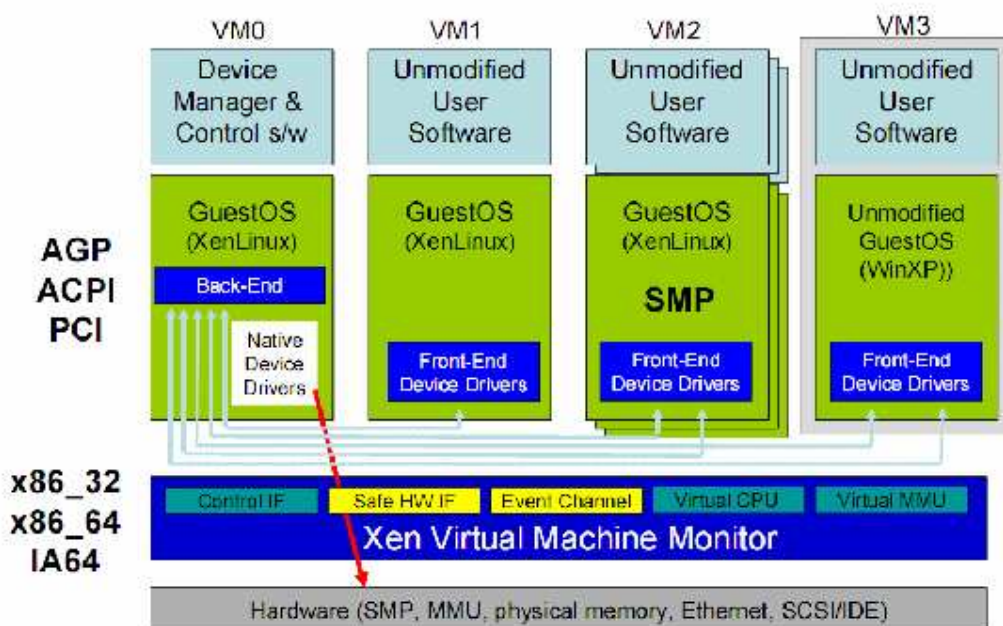 VM0
VM1
VM2
VM3
Device
Manager &
Control s/w
Unmodified
User
Software
Unmodified
User
Software
Unmodified
User
Software
AGP
ACPI
PCI
GuestOS
(XenLinux)
Back-End
Native
Device
Drivers
GuestOS
(XenLinux)
Front-End
Device Drivers
GuestOS
(XenLinux)
SMP
Front-End
Device Drivers
Unmodified
GuestOS
(WinXP))
Front-End
Device Drivers
x86_32
x86_64
IA64
Control IF
Safe HW IF
Event Channel
Virtual CPU
Virtual MMU
Xen Virtual Machine Monitor
Hardware (SMP, MMU, physical memory, Ethernet, SCSI/IDE)